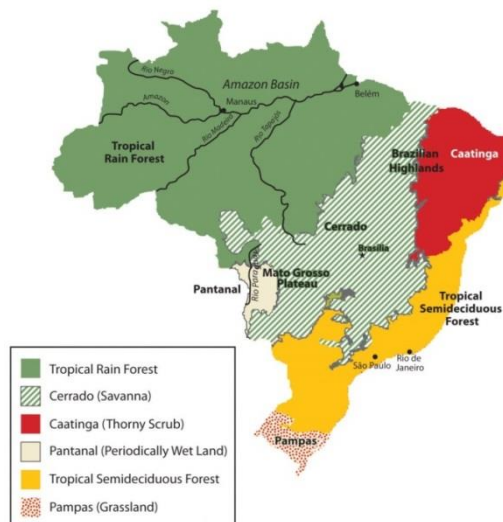 Rio Negro
Amazon Basin
Amazon
Manaus
Belém
Rio Madeira
Rio Tapajós
Tropical
Rain Forest
Brazilian
Highlands
Caatinga
Cerrado
Brasília
Pantanal
Rio Paraguay
Mato Grosso
Plateau
Tropical
Semideciduous
Forest
São Paulo
Rio de
Janeiro
Pampas
Tropical Rain Forest
Cerrado (Savanna)
Caatinga (Thorny Scrub)
Pantanal (Periodically Wet Land)
Tropical Semideciduous Forest
Pampas (Grassland)